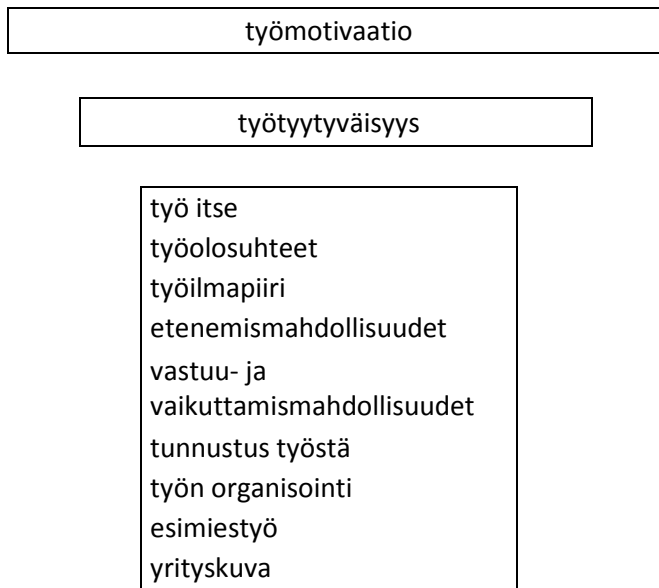 työmotivaatio
työtyytyväisyys
työ itse
työolosuhteet
työilmapiiri
etenemismahdollisuudet
vastuu- ja
vaikuttamismahdollisuudet
tunnustus työstä
työn organisointi
esimiestyö
yrityskuva